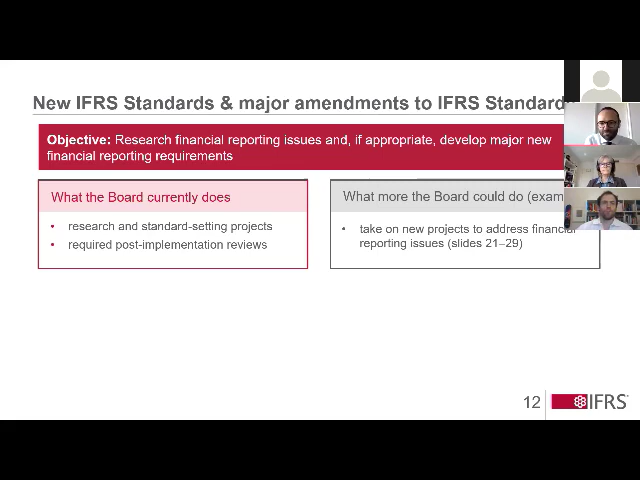 New IFRS Standards & major amendments to IFRS Standard
Objective: Research financial reporting issues and, if appropriate, develop major new
financial reporting requirements
What the Board currently does
• research and standard-setting projects
• required post-implementation reviews
What more the Board could do (exam
• take on new projects to address financial
reporting issues (slides 21–29)
12
IFRS